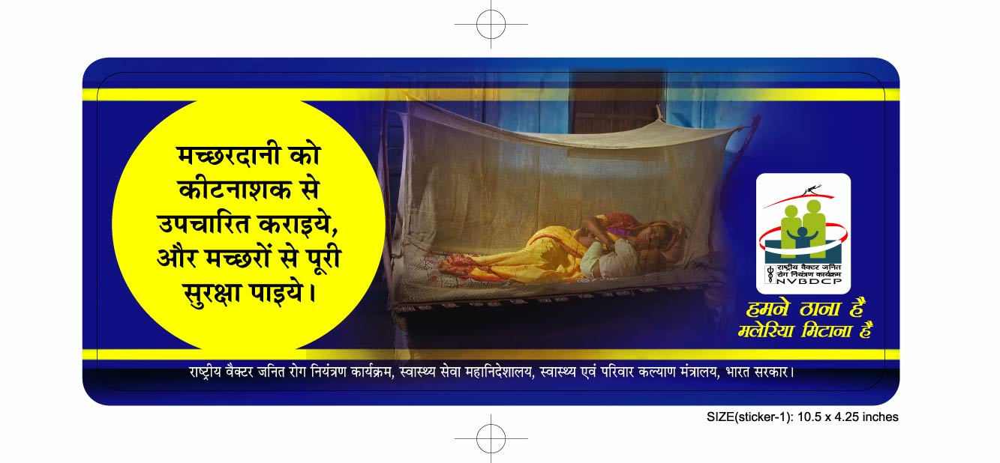 मच्छरदानी को
कीटनाशक से
उपचारित कराइये,
और मच्छरों से पूरी
सुरक्षा पाइये।
राष्ट्रीय वैक्टर जनित
रोग नियंत्रण कार्यक्रम
NVBDCP
हमने ठाना है
मलेरिया मिटाना है
राष्ट्रीय वैक्टर जनित रोग नियंत्रण कार्यक्रम, स्वास्थ्य सेवा महानिदेशालय, स्वास्थ्य एवं परिवार कल्याण मंत्रालय, भारत सरकार।
SIZE(sticker-1): 10.5 x 4.25 inches